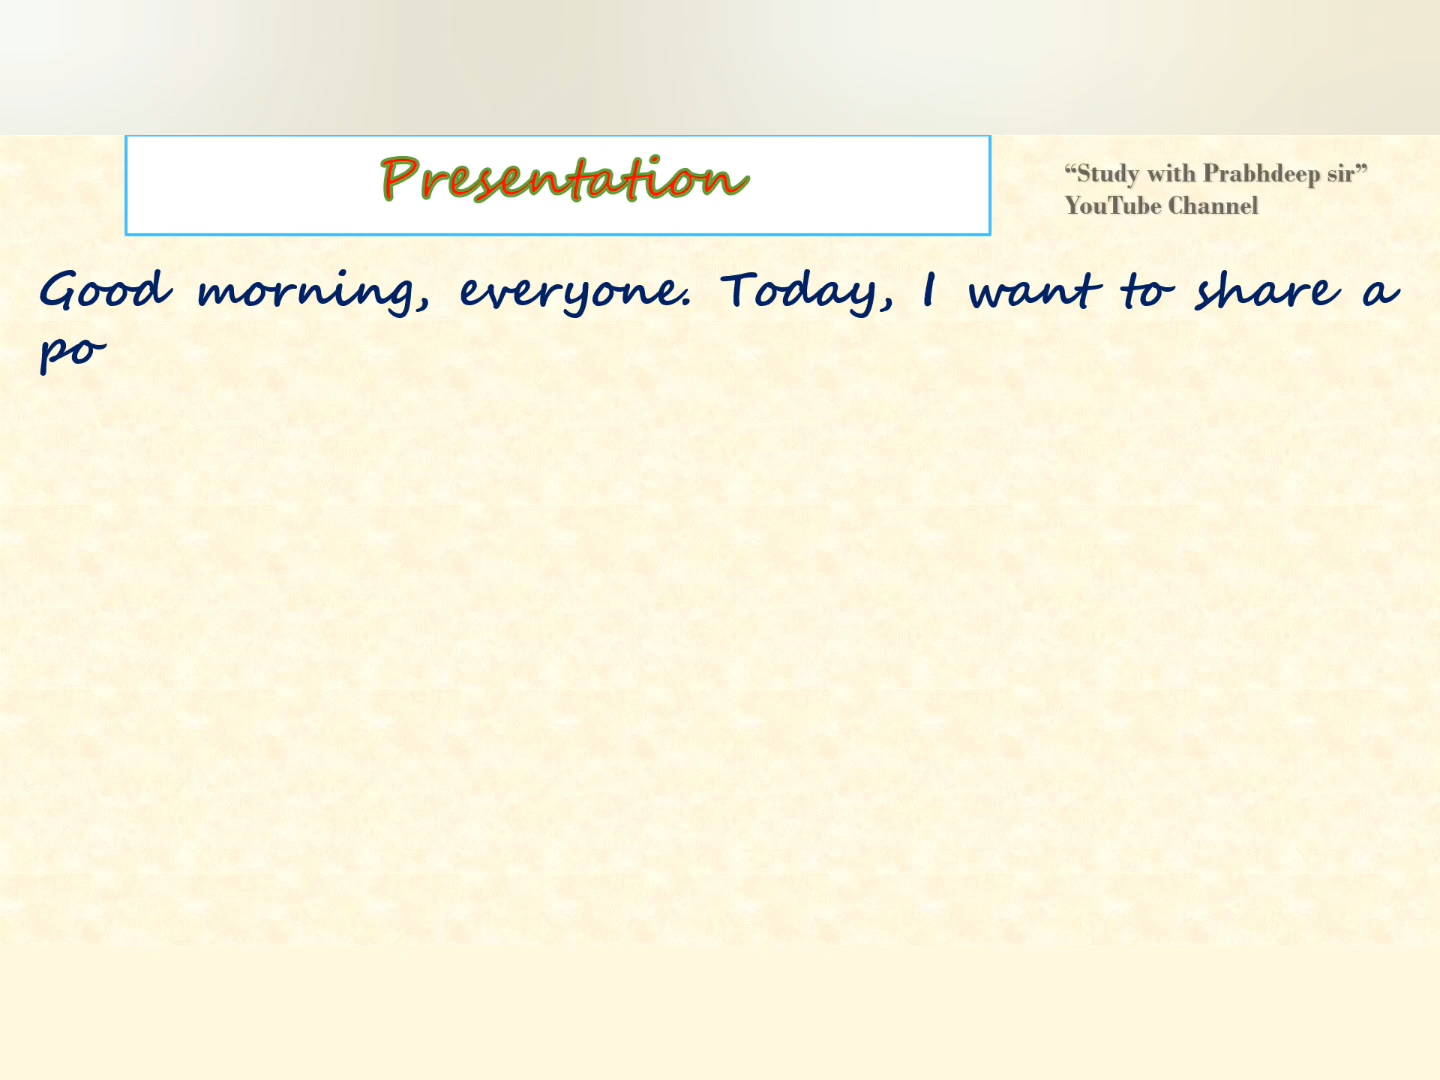 Presentation
“Study with Prabhdeep sir”
YouTube Channel
Good morning, everyone. Today, I want to share a
po